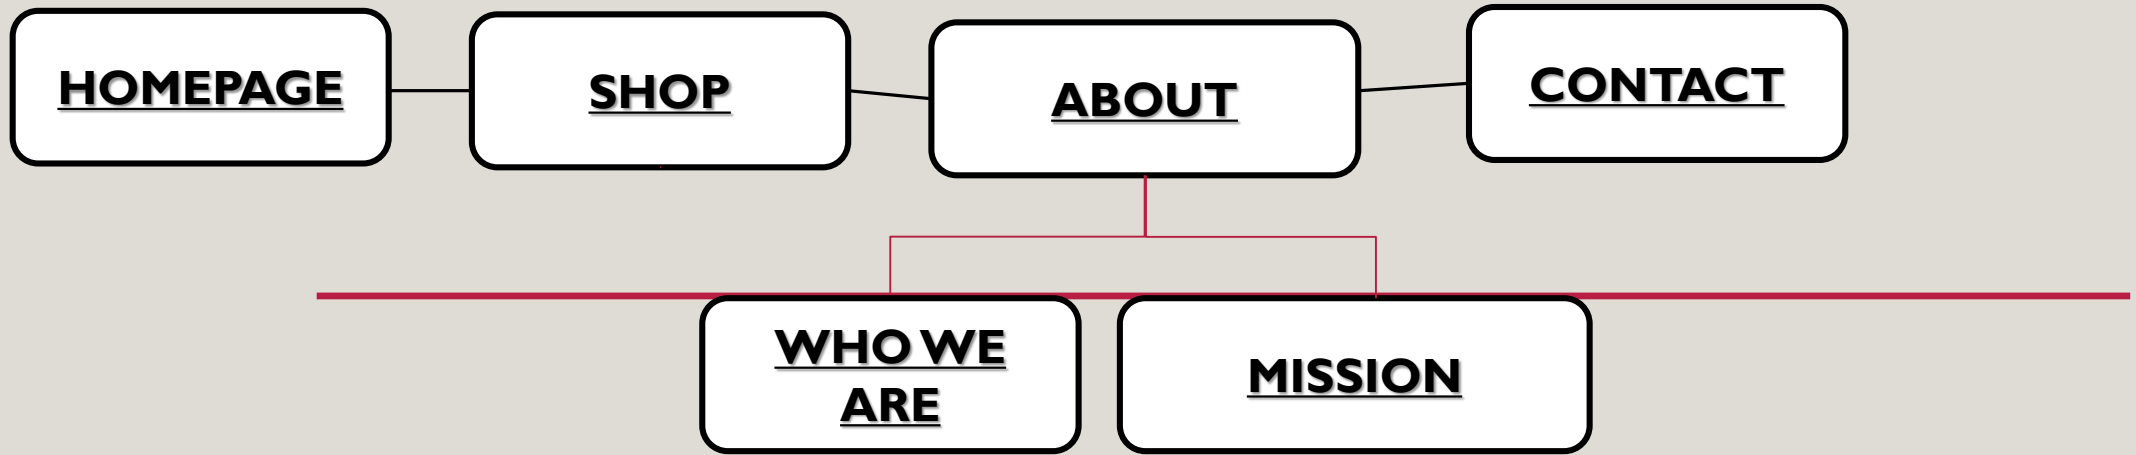 HOMEPAGE
SHOP
ABOUT
CONTACT
WHO WE
ARE
MISSION